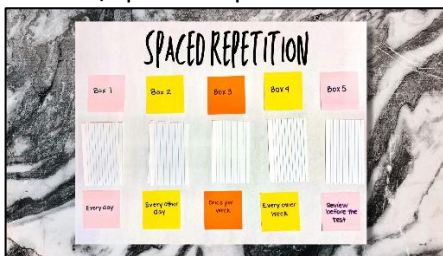 SPACED REPETITION
Box 1
Box 2
Box 3
Box 4
Box 5
Every day
Every other
day
Once per
week
Every other
week
Review
before the
test